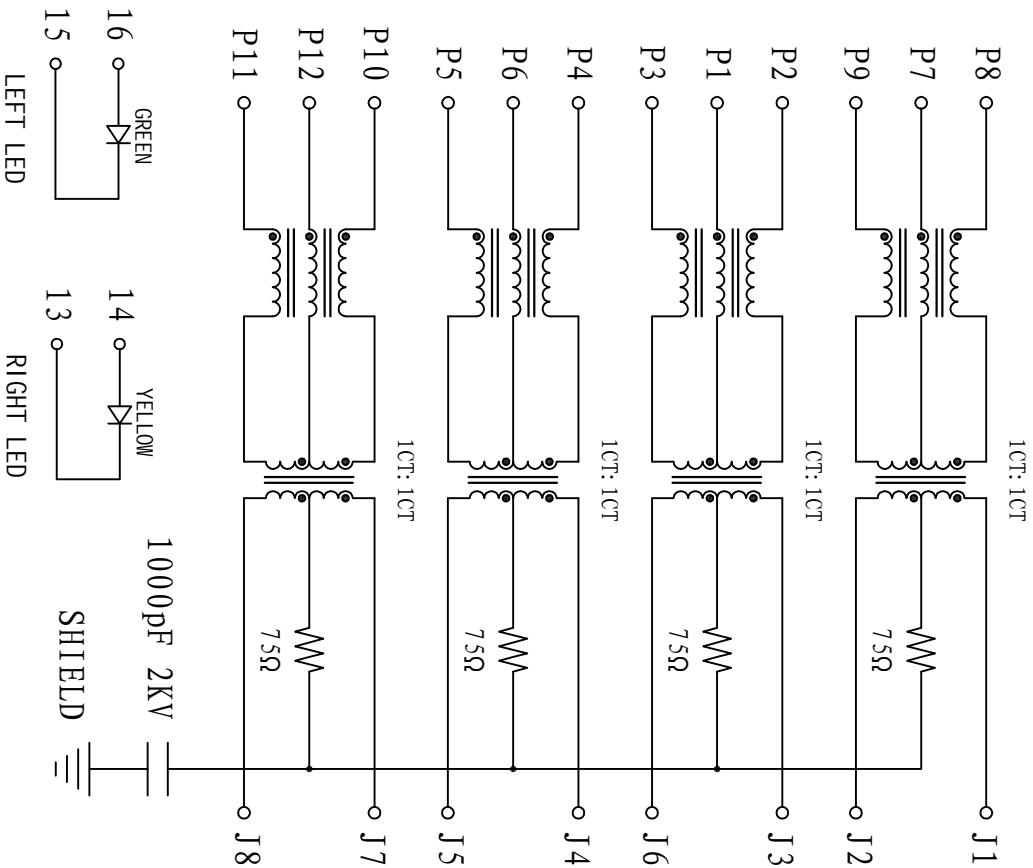 P8
P7
P9
1CT: 1CT
75Ω
J1
J2
P2
P1
P3
1CT: 1CT
75Ω
J3
J6
P4
P6
P5
1CT: 1CT
75Ω
J4
J5
P10
P12
P11
1CT: 1CT
75Ω
J7
J8
1000pF 2KV
SHIELD
16
GREEN
15
LEFT LED
14
YELLOW
13
RIGHT LED